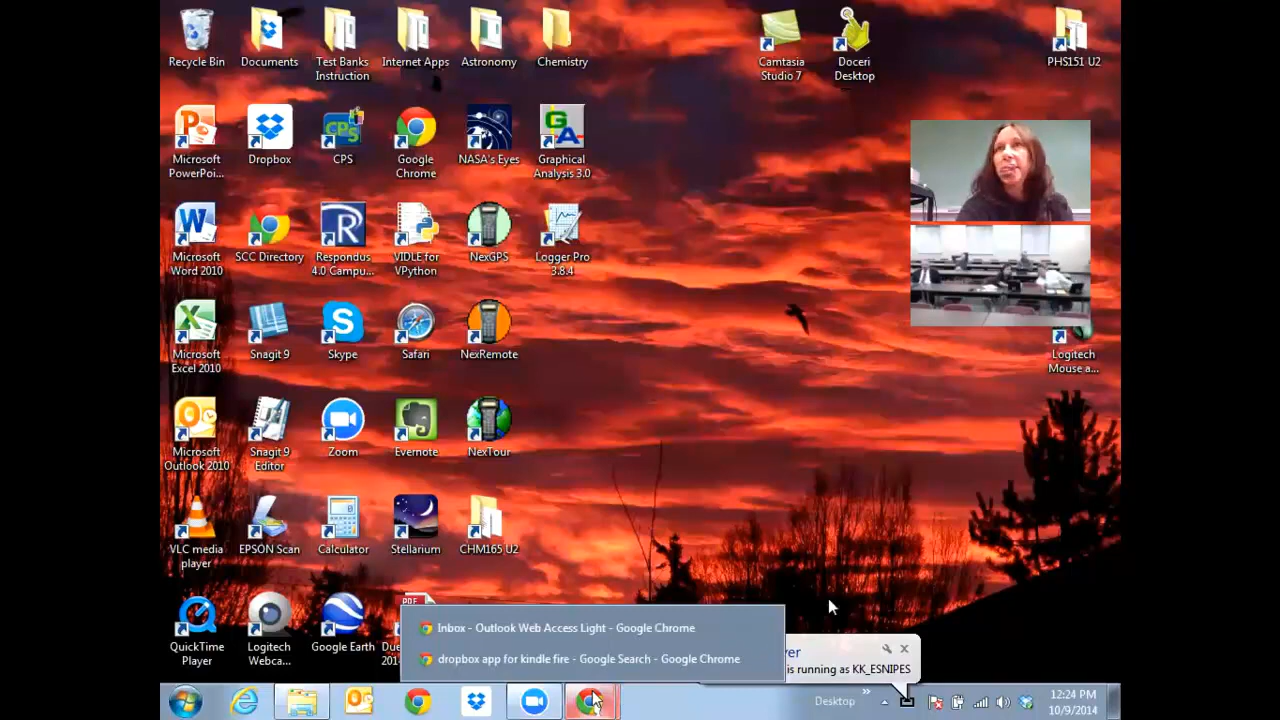 Recycle Bin
Documents
Test Banks
Instruction
Internet Apps
Astronomy
Chemistry
Camtasia
Studio 7
Doceri
Desktop
PHS151 U2
Microsoft
PowerPoi...
Dropbox
CPS
CPS
Google
Chrome
NASA's Eyes
GA
Graphical
Analysis 3.0
Microsoft
Word 2010
SCC Directory
Respondus
4.0 Campu...
VIDLE for
VPython
NexGPS
Logger Pro
3.8.4
Microsoft
Excel 2010
Snagit 9
Skype
Safari
NexRemote
Logitech
Mouse a...
Microsoft
Outlook 2010
Snagit 9
Editor
Zoom
Evernote
NexTour
VLC media
player
EPSON Scan
Calculator
Stellarium
CHM165 U2
QuickTime
Player
Logitech
Webca...
Google Earth
PDF
Inbox - Outlook Web Access Light - Google Chrome
dropbox app for kindle fire - Google Search - Google Chrome
ver
is running as KK_ESNIPES
Desktop
12:24 PM
10/9/2014